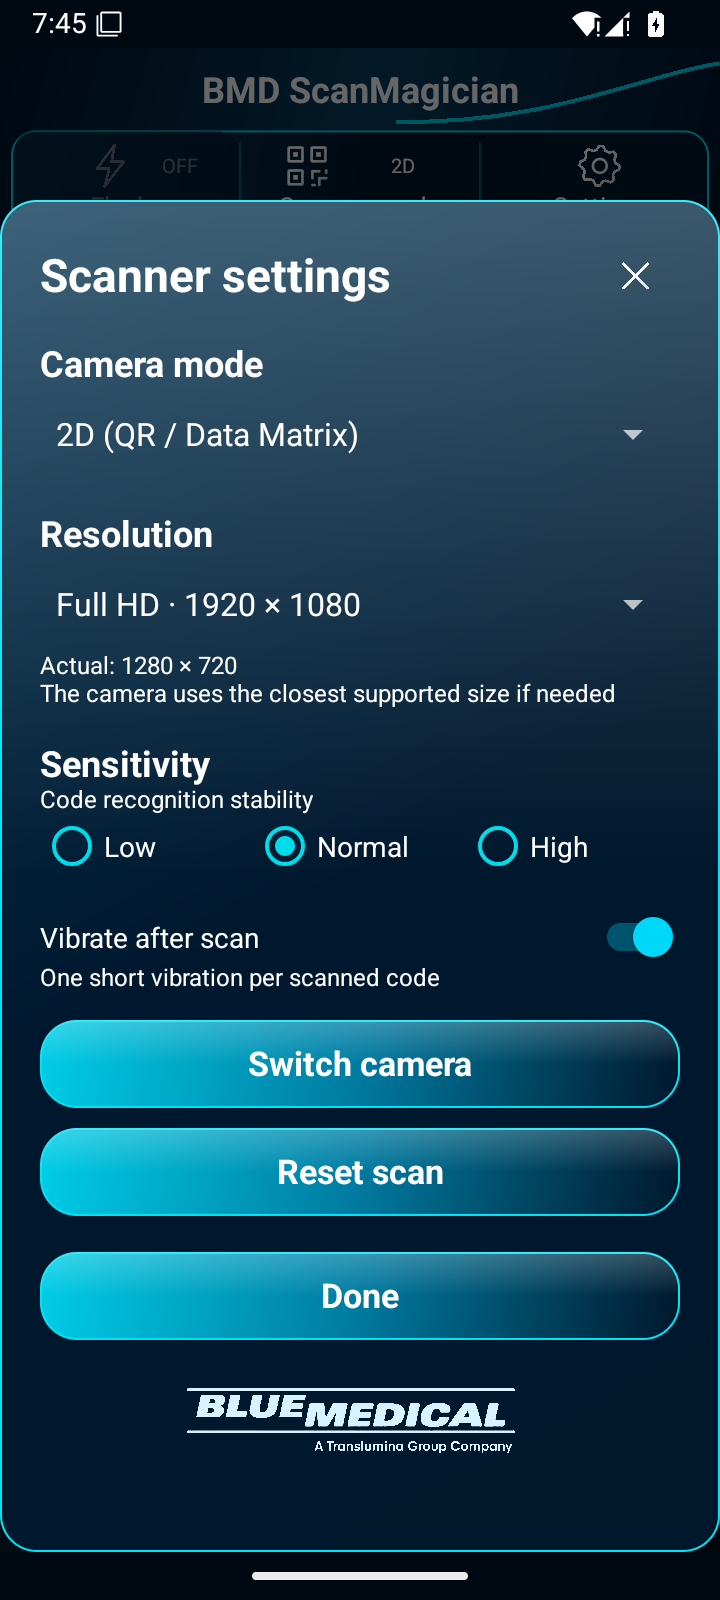 7:45
BMD ScanMagician
OFF
2D
Scanner settings
Camera mode
2D (QR / Data Matrix)
Resolution
Full HD · 1920 × 1080
Actual: 1280 × 720
The camera uses the closest supported size if needed
Sensitivity
Code recognition stability
Low
Normal
High
Vibrate after scan
One short vibration per scanned code
Switch camera
Reset scan
Done
BLUEMEDICAL
A Translumina Group Company